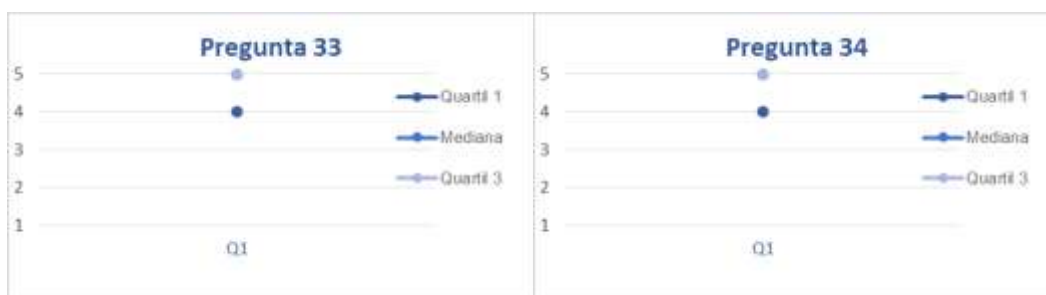 Pregunta 33
5
4
3
2
1
Q1
Quartil 1
Mediana
Quartil 3
Pregunta 34
5
4
3
2
1
Q1
Quartil 1
Mediana
Quartil 3